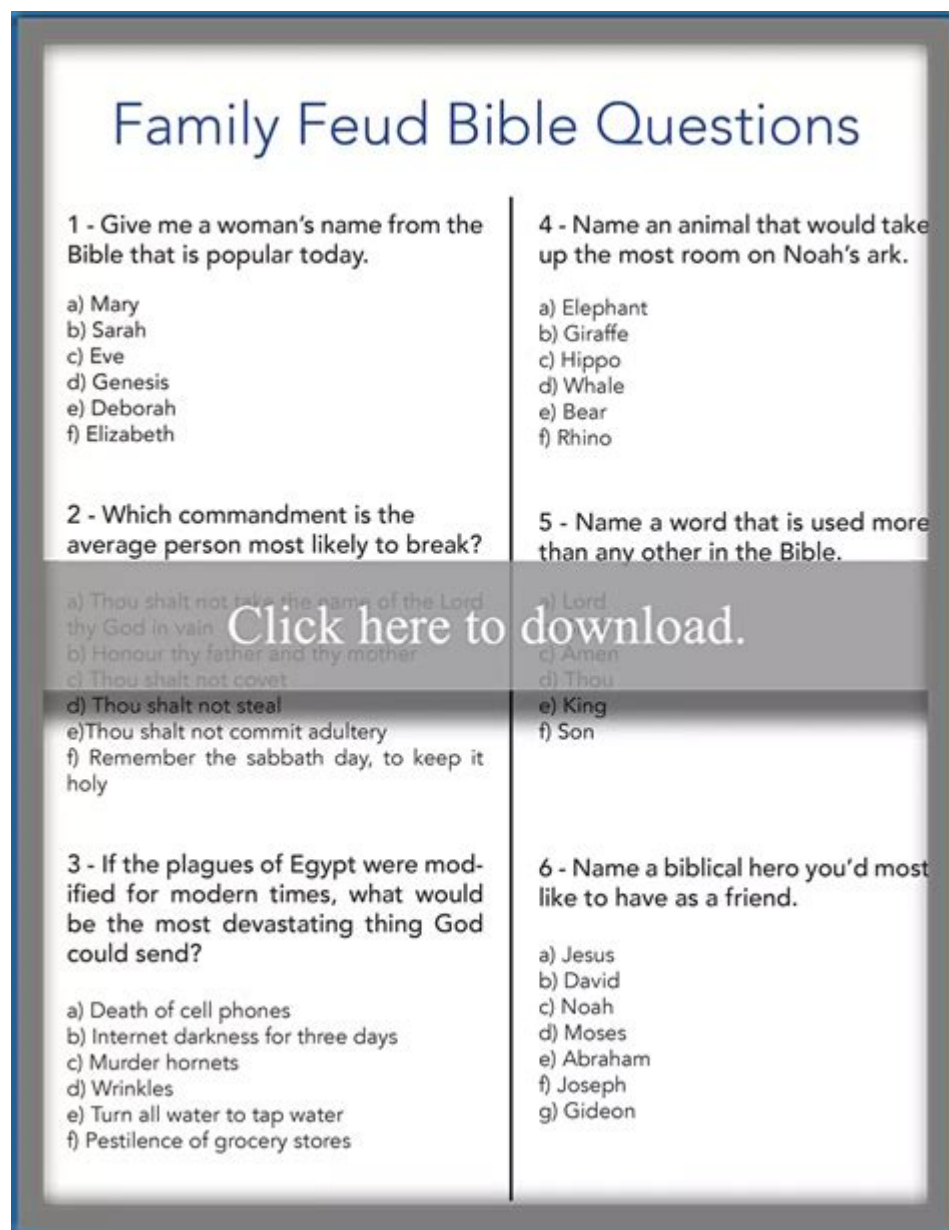 Family Feud Bible Questions
1 - Give me a woman's name from the
Bible that is popular today.
a) Mary
b) Sarah
c) Eve
d) Genesis
e) Deborah
f) Elizabeth
2 - Which commandment is the
average person most likely to break?
a) Thou shalt not take the name of the Lord
thy God in vain
b) Honour thy father and thy mother
c) Thou shalt not covet
d) Thou shalt not steal
e)Thou shalt not commit adultery
f) Remember the sabbath day, to keep it
holy
3 - If the plagues of Egypt were mod-
ified for modern times, what would
be the most devastating thing God
could send?
a) Death of cell phones
b) Internet darkness for three days
c) Murder hornets
d) Wrinkles
e) Turn all water to tap water
f) Pestilence of grocery stores
4 - Name an animal that would take
up the most room on Noah's ark.
a) Elephant
b) Giraffe
c) Hippo
d) Whale
e) Bear
f) Rhino
5 - Name a word that is used more
than any other in the Bible.
a) Lord
c) Amen
d) Thou
e) King
f) Son
6 - Name a biblical hero you'd most
like to have as a friend.
a) Jesus
b) David
c) Noah
d) Moses
e) Abraham
f) Joseph
g) Gideon
Click here to download.